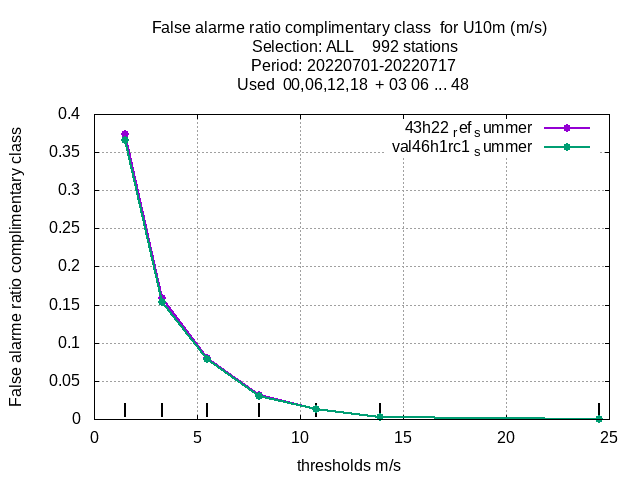 False alarme ratio complimentary class  for U10m (m/s)
Selection: ALL    992 stations
Period: 20220701-20220717
Used  00,06,12,18  + 03 06 ... 48
43h22 ref summer
val46h1rc1 summer
False alarme ratio complimentary class
0.4
0.35
0.3
0.25
0.2
0.15
0.1
0.05
0
0 5 10 15 20 25
thresholds m/s